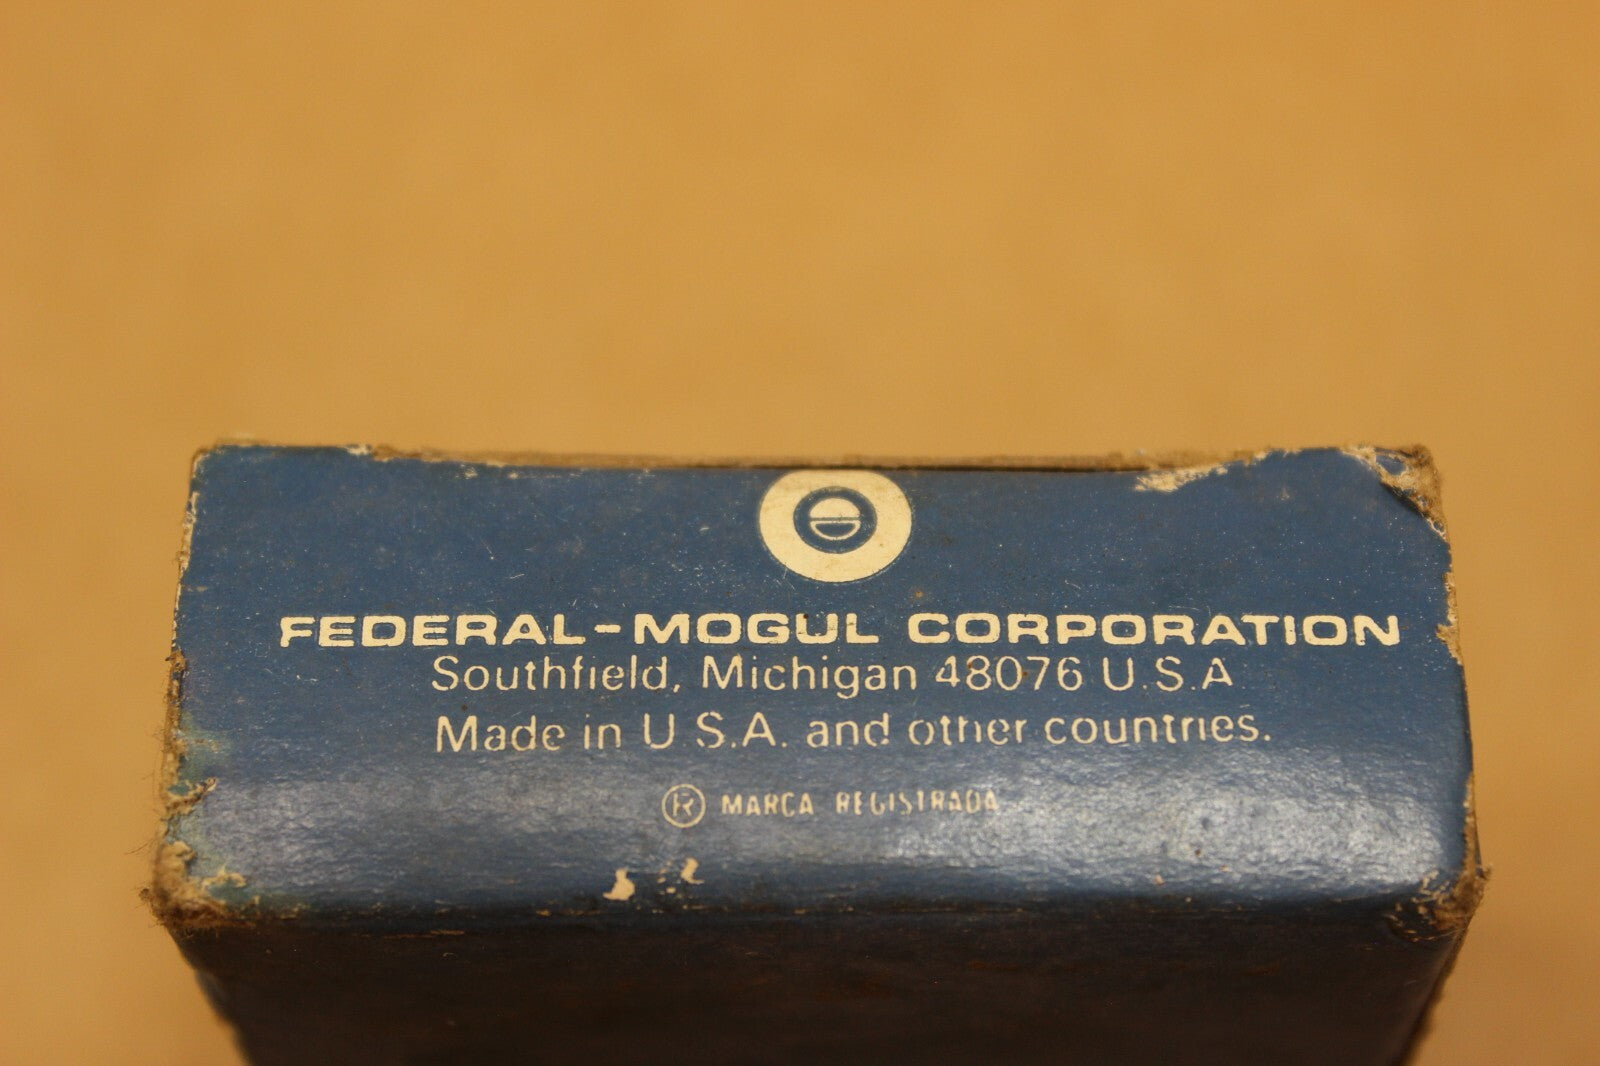 FEDERAL-MOGUL CORPORATION
Southfield, Michigan 48076 U.S.A
Made in U S.A. and other countries.
® MARCA REGISTRADA